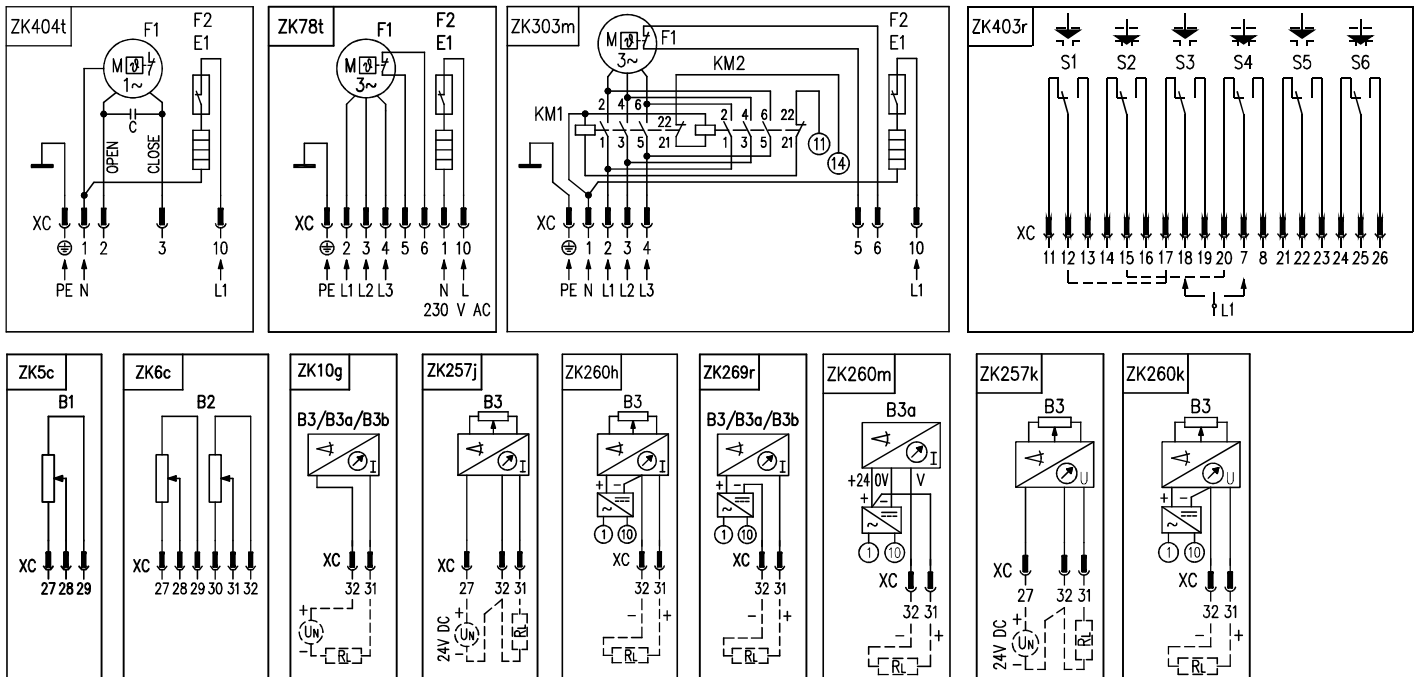 ZK404t
F1
F2
E1
M ϑ
1~
C
OPEN
CLOSE
XC
1 2 3 10
PE N L1
ZK78t
F1
F2
E1
M ϑ
3~
XC
2 3 4 5 6 1 10
PE L1 L2 L3 N L
230 V AC
ZK303m
F1
F2
E1
M ϑ
3~
KM2
KM1
2 4 6 22 2 4 6 22
1 3 5 21 1 3 5 21
11
14
XC
1 2 3 4 5 6 10
PE N L1 L2 L3 L1
ZK403r
S1 S2 S3 S4 S5 S6
XC
11 12 13 14 15 16 17 18 19 20 7 8 21 22 23 24 25 26
L1
ZK5c
B1
XC
27 28 29
ZK6c
B2
XC
27 28 29 30 31 32
ZK10g
B3/B3a/B3b
I
XC
32 31
+
UN
-
RL
ZK257j
B3
I
XC
27 32 31
+
24V DC
UN
-
RL
ZK260h
B3
I
+ -
~
1 10
XC
32 31
- +
RL
ZK269r
B3/B3a/B3b
I
+ -
~
1 10
XC
32 31
- +
RL
ZK260m
B3a
I
+24 0V V
+ -
~
1 10
XC
32 31
- +
RL
ZK257k
B3
U
XC
27 32 31
+
24V DC
UN
-
RL
ZK260k
B3
U
+ -
~
1 10
XC
32 31
- +
RL